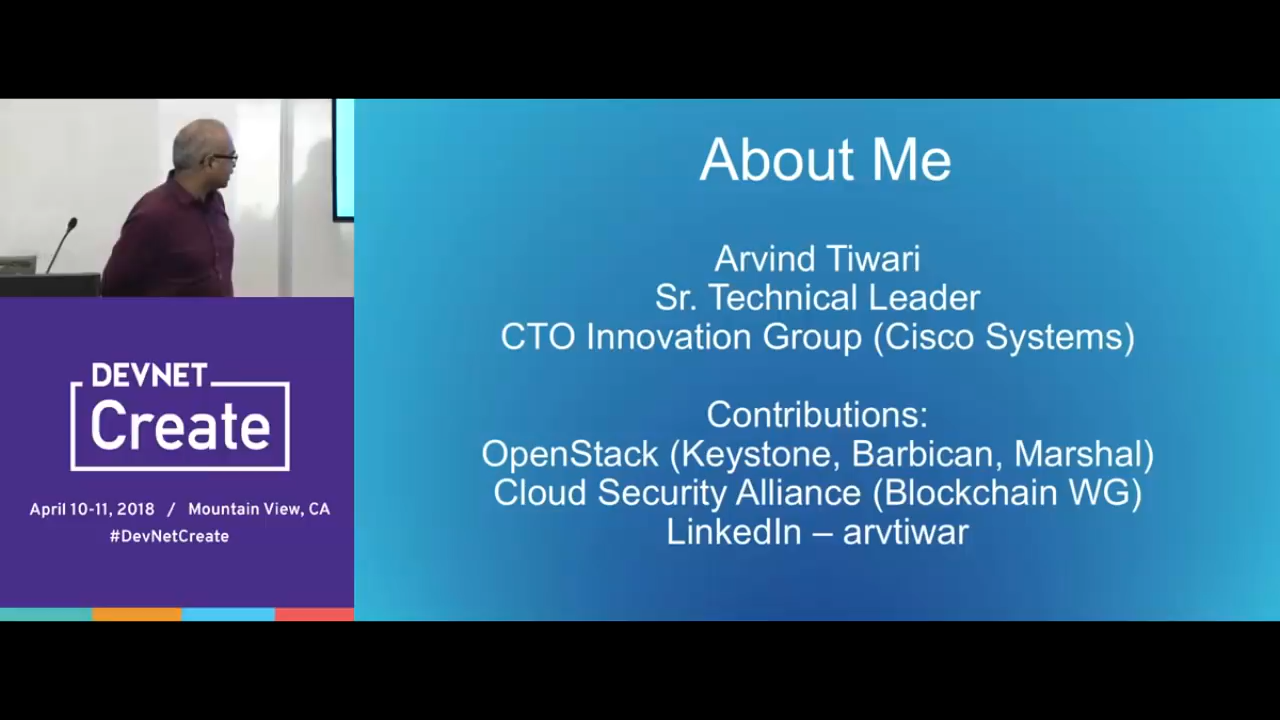 About Me
Arvind Tiwari
Sr. Technical Leader
CTO Innovation Group (Cisco Systems)
Contributions:
OpenStack (Keystone, Barbican, Marshal)
Cloud Security Alliance (Blockchain WG)
LinkedIn – arvtiwar
DEVNET
Create
April 10-11, 2018 / Mountain View, CA
#DevNetCreate